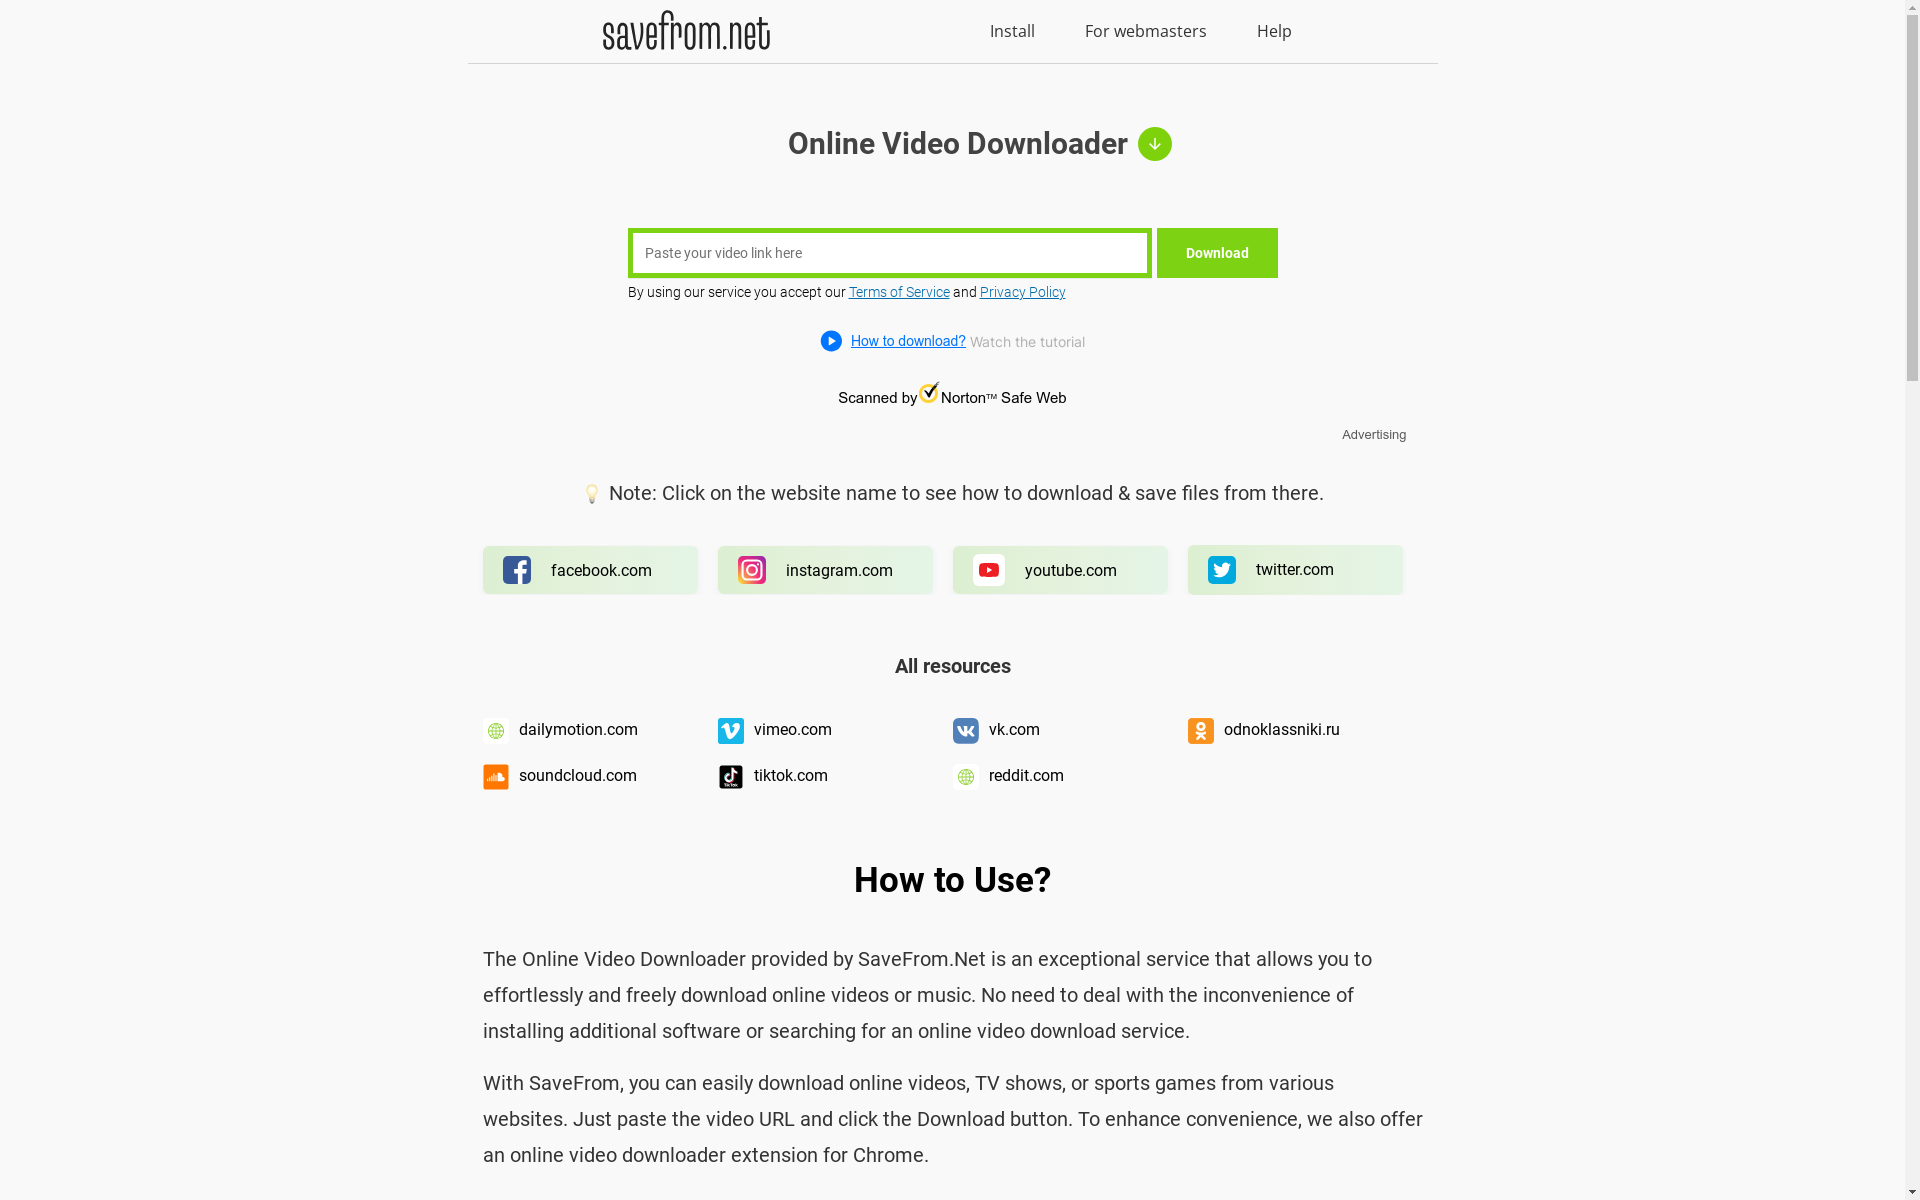 savefrom.net
Install
For webmasters
Help
Online Video Downloader
Paste your video link here
Download
By using our service you accept our Terms of Service and Privacy Policy
How to download? Watch the tutorial
Scanned by Norton™ Safe Web
Advertising
Note: Click on the website name to see how to download & save files from there.
facebook.com
instagram.com
youtube.com
twitter.com
All resources
dailymotion.com
vimeo.com
vk.com
odnoklassniki.ru
soundcloud.com
TikTok
tiktok.com
reddit.com
How to Use?
The Online Video Downloader provided by SaveFrom.Net is an exceptional service that allows you to
effortlessly and freely download online videos or music. No need to deal with the inconvenience of
installing additional software or searching for an online video download service.
With SaveFrom, you can easily download online videos, TV shows, or sports games from various
websites. Just paste the video URL and click the Download button. To enhance convenience, we also offer
an online video downloader extension for Chrome.